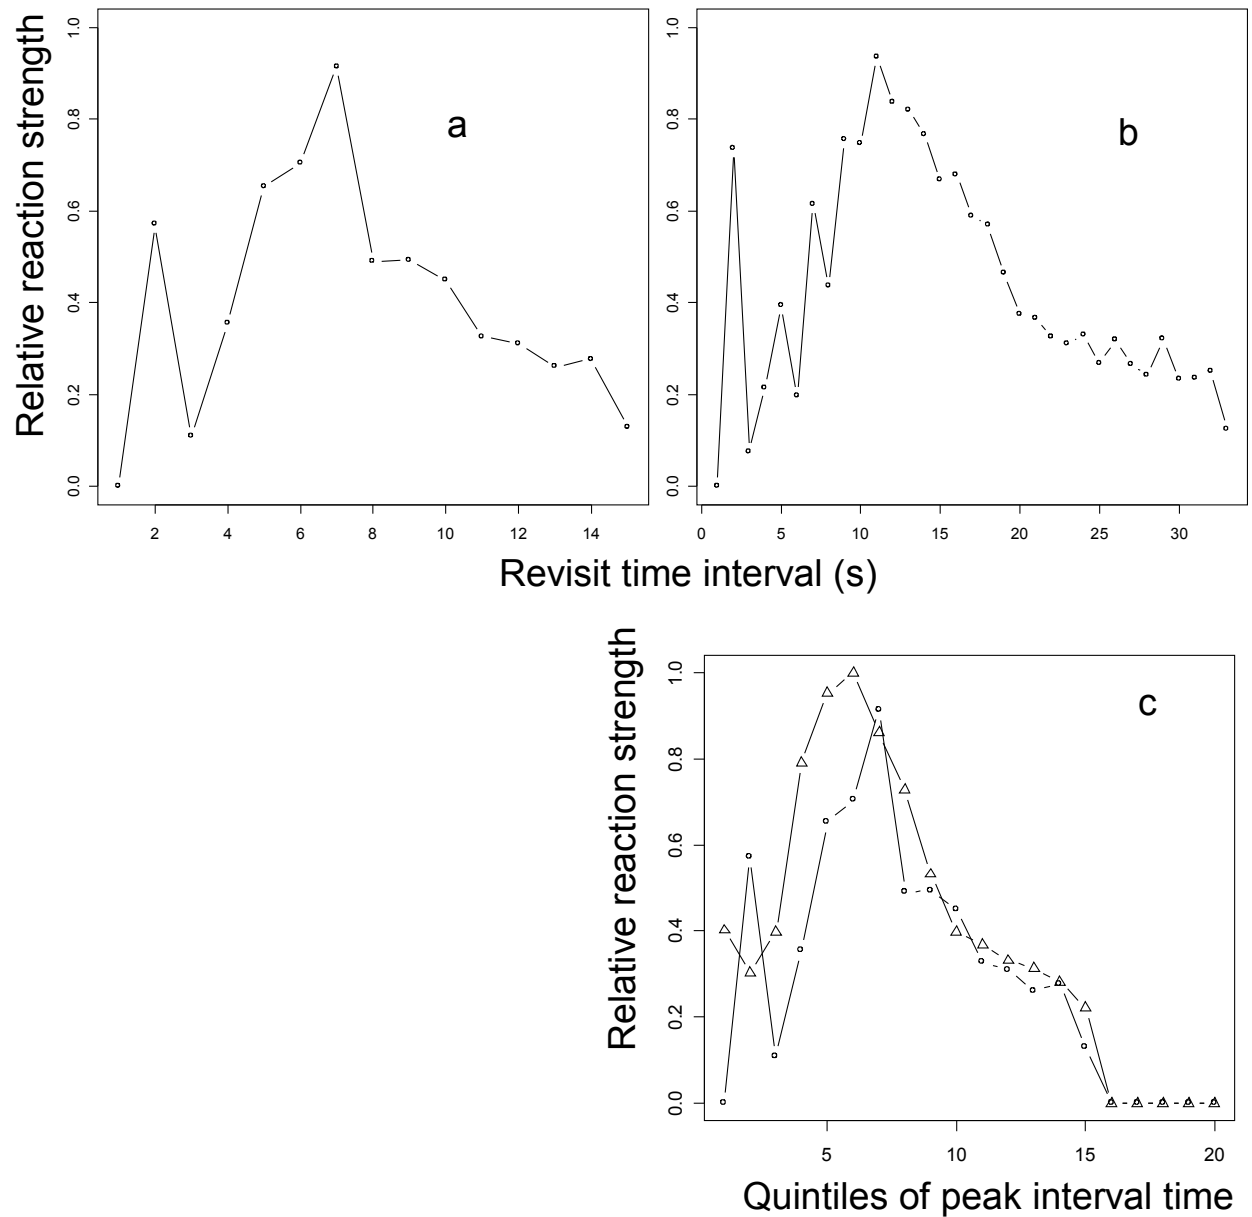 Relative reaction strength
1.0
0.8
0.6
0.4
0.2
0.0
a
2 4 6 8 10 12 14
1.0
0.8
0.6
0.4
0.2
0.0
b
0 5 10 15 20 25 30
Revisit time interval (s)
Relative reaction strength
1.0
0.8
0.6
0.4
0.2
0.0
c
5 10 15 20
Quintiles of peak interval time